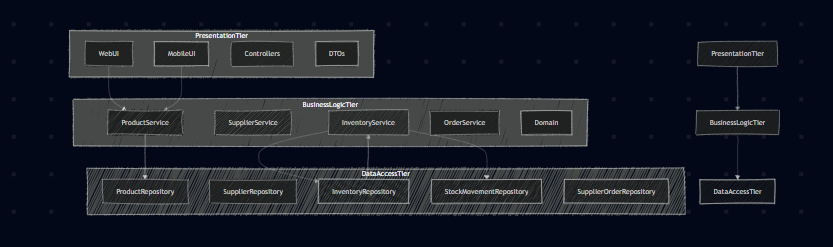 PresentationTier
WebUI
MobileUI
Controllers
DTOs
BusinessLogicTier
ProductService
SupplierService
InventoryService
OrderService
Domain
DataAccessTier
ProductRepository
SupplierRepository
InventoryRepository
StockMovementRepository
SupplierOrderRepository
PresentationTier
BusinessLogicTier
DataAccessTier